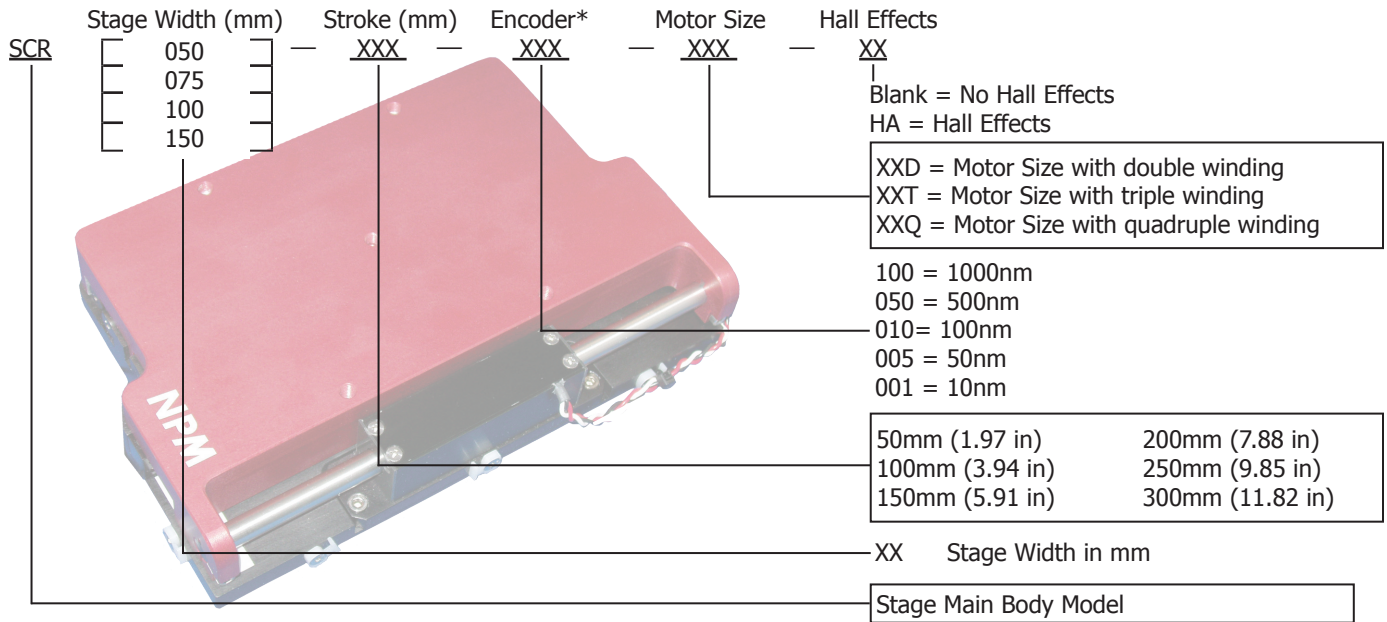 Stage Width (mm) Stroke (mm) Encoder* Motor Size Hall Effects
SCR 050 — XXX — XXX — XXX — XX
075
100
150
Blank = No Hall Effects
HA = Hall Effects
XXD = Motor Size with double winding
XXT = Motor Size with triple winding
XXQ = Motor Size with quadruple winding
100 = 1000nm
050 = 500nm
010= 100nm
005 = 50nm
001 = 10nm
NPM
50mm (1.97 in) 200mm (7.88 in)
100mm (3.94 in) 250mm (9.85 in)
150mm (5.91 in) 300mm (11.82 in)
XX Stage Width in mm
Stage Main Body Model